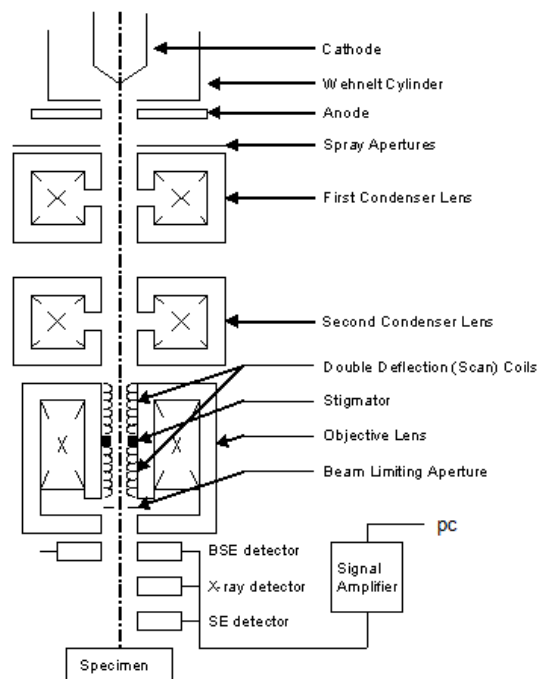 Cathode
Wehnelt Cylinder
Anode
Spray Apertures
First Condenser Lens
Second Condenser Lens
Double Deflection (Scan) Coils
Stigmator
Objective Lens
Beam Limiting Aperture
pc
BSE detector
Signal
Amplifier
X-ray detector
SE detector
Specimen